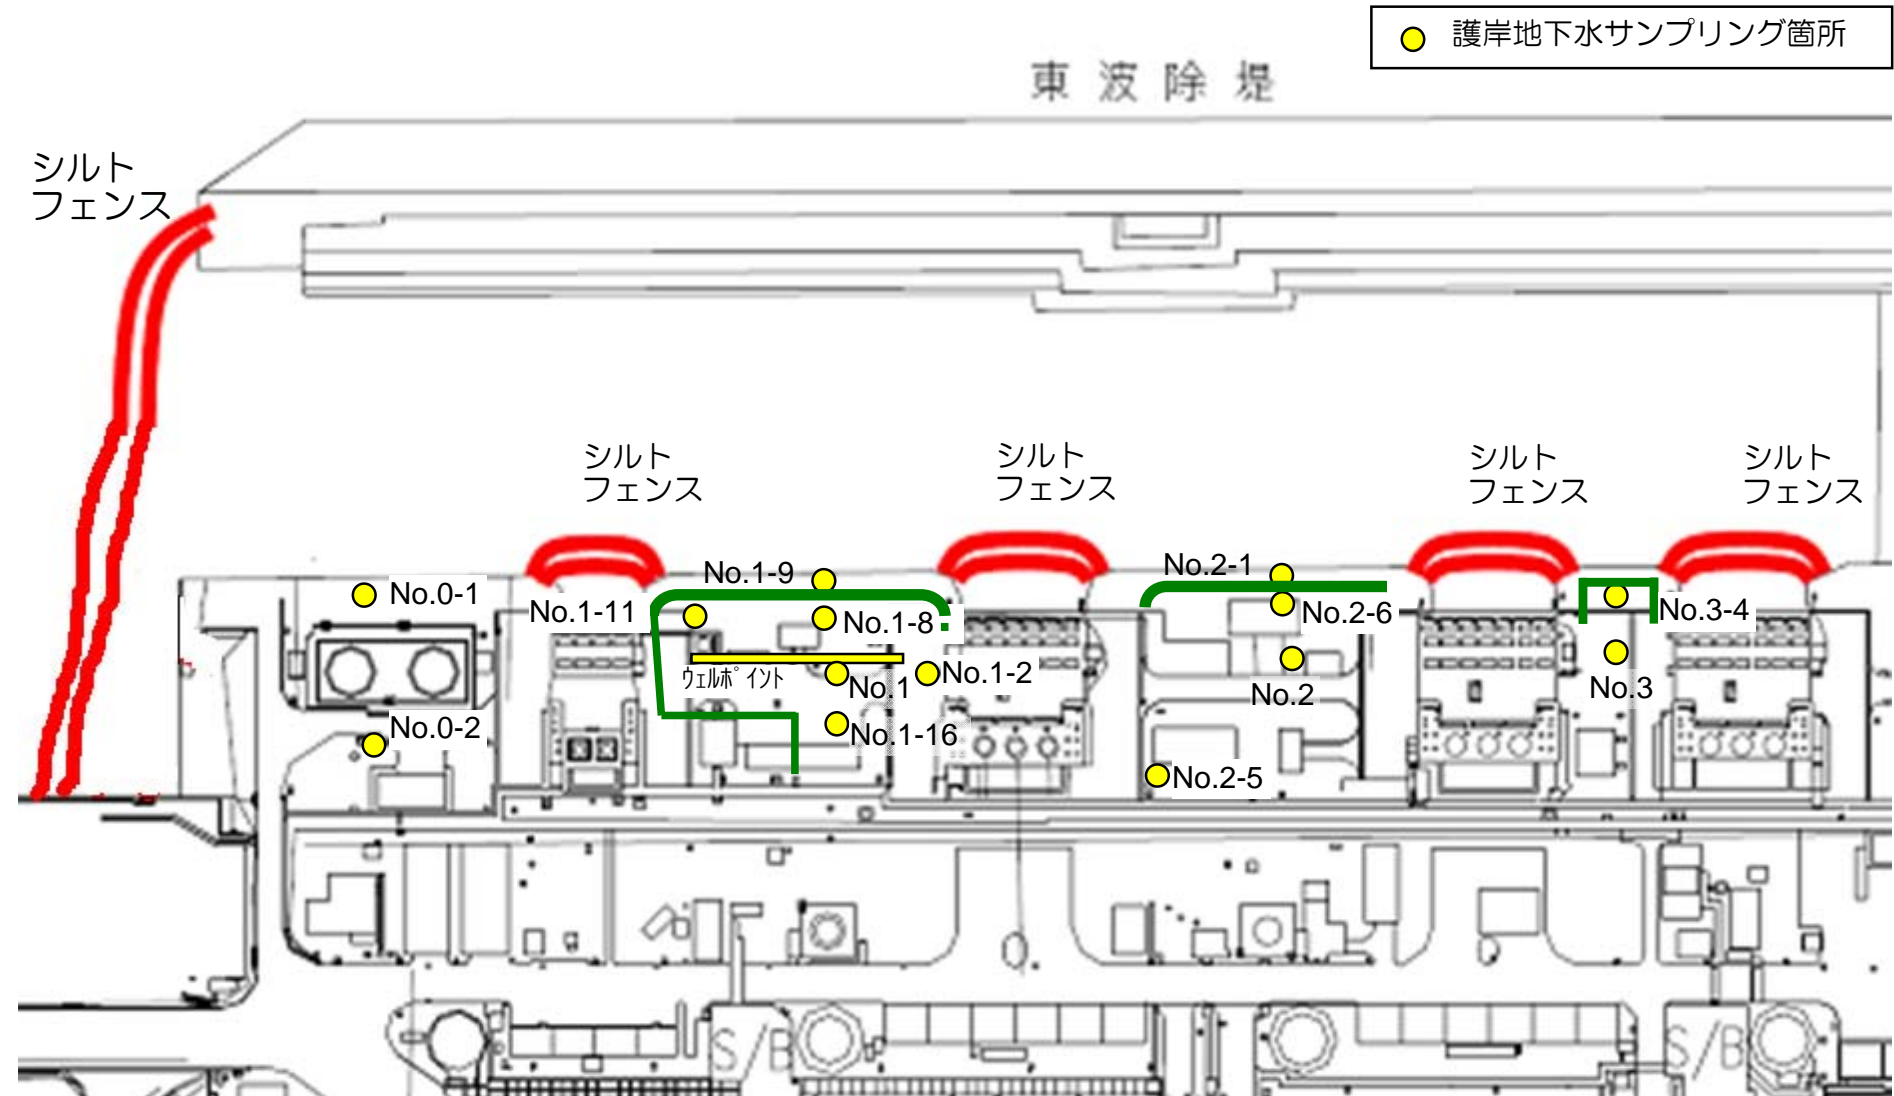 護岸地下水サンプリング箇所
東波除堤
シルト
フェンス
シルト
フェンス
シルト
フェンス
シルト
フェンス
シルト
フェンス
No.0-1
No.1-11
No.1-9
No.1-8
No.2-1
No.2-6
No.3-4
ｳｪﾙﾎﾟｲﾝﾄ
No.1
No.1-2
No.2
No.3
No.0-2
No.1-16
No.2-5
S/B
S/B